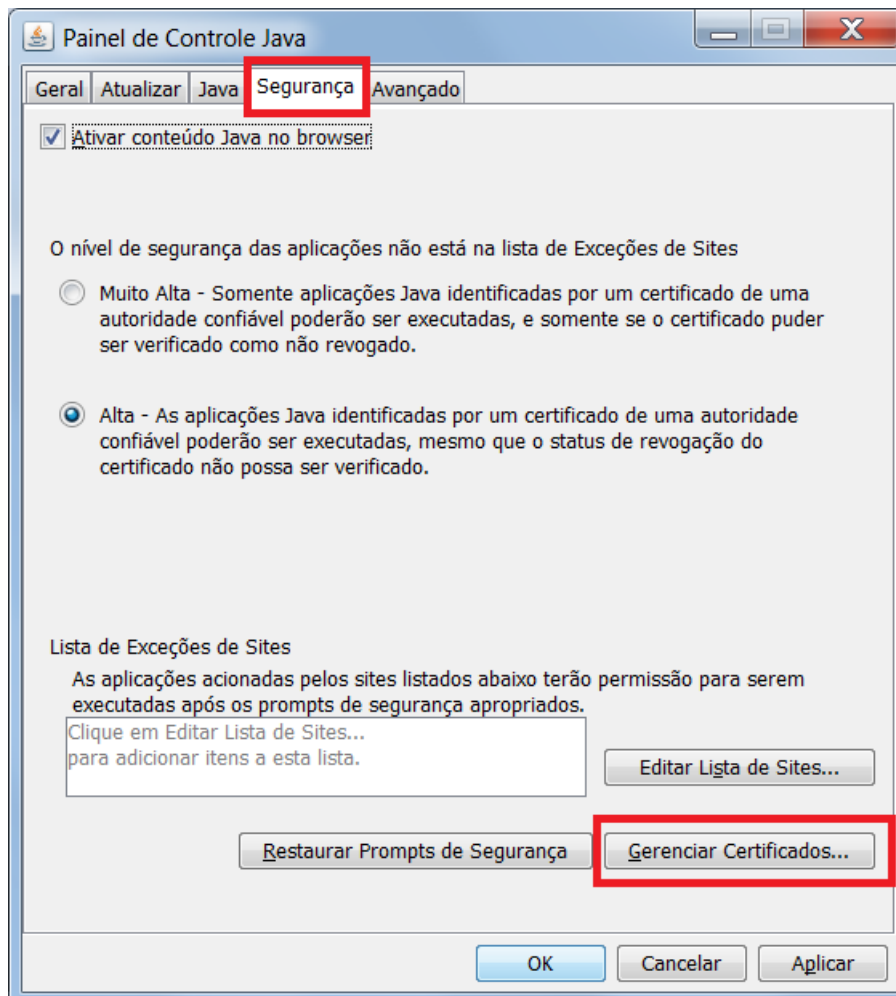 Painel de Controle Java
Geral Atualizar Java Segurança Avançado
Ativar conteúdo Java no browser
O nível de segurança das aplicações não está na lista de Exceções de Sites
Muito Alta - Somente aplicações Java identificadas por um certificado de uma
autoridade confiável poderão ser executadas, e somente se o certificado puder
ser verificado como não revogado.
Alta - As aplicações Java identificadas por um certificado de uma autoridade
confiável poderão ser executadas, mesmo que o status de revogação do
certificado não possa ser verificado.
Lista de Exceções de Sites
As aplicações acionadas pelos sites listados abaixo terão permissão para serem
executadas após os prompts de segurança apropriados.
Clique em Editar Lista de Sites...
para adicionar itens a esta lista.
Editar Lista de Sites...
Restaurar Prompts de Segurança Gerenciar Certificados...
OK Cancelar Aplicar